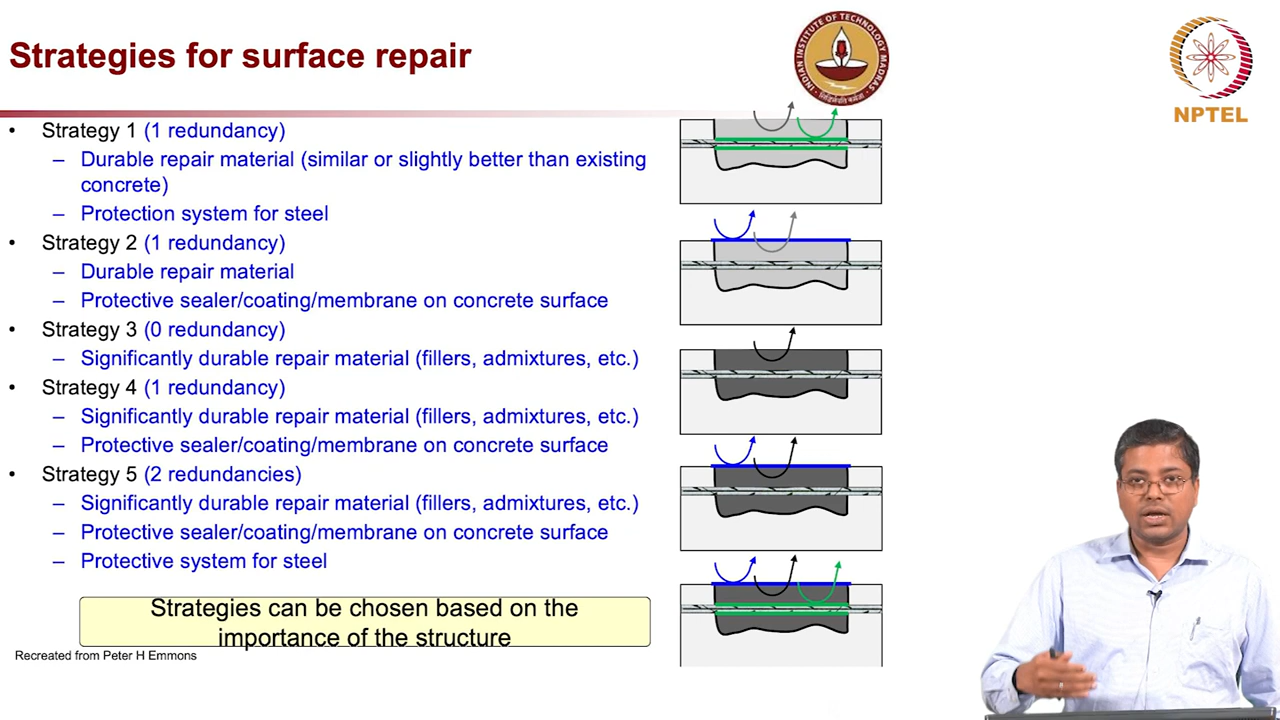 Strategies for surface repair
INDIAN INSTITUTE OF TECHNOLOGY MADRAS
NPTEL
• Strategy 1 (1 redundancy)
– Durable repair material (similar or slightly better than existing
concrete)
– Protection system for steel
• Strategy 2 (1 redundancy)
– Durable repair material
– Protective sealer/coating/membrane on concrete surface
• Strategy 3 (0 redundancy)
– Significantly durable repair material (fillers, admixtures, etc.)
• Strategy 4 (1 redundancy)
– Significantly durable repair material (fillers, admixtures, etc.)
– Protective sealer/coating/membrane on concrete surface
• Strategy 5 (2 redundancies)
– Significantly durable repair material (fillers, admixtures, etc.)
– Protective sealer/coating/membrane on concrete surface
– Protective system for steel
Strategies can be chosen based on the
importance of the structure
Recreated from Peter H Emmons